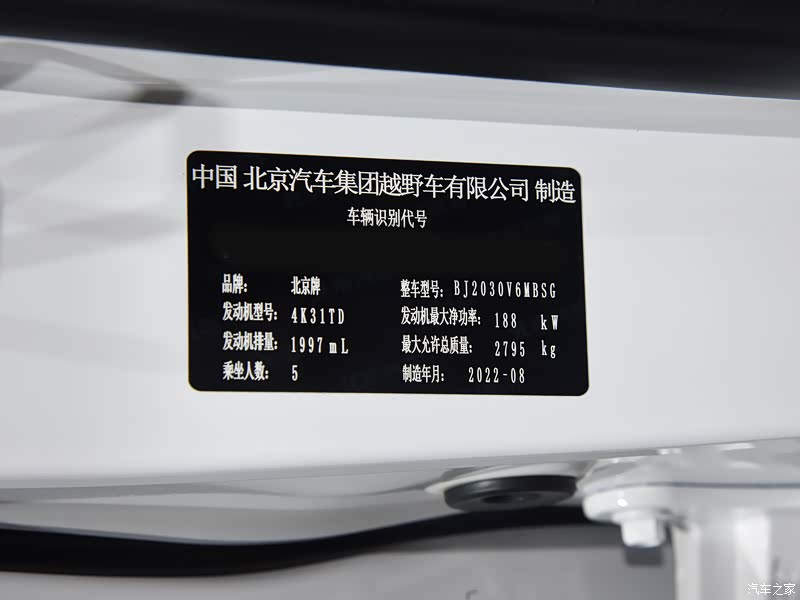 中国 北京汽车集团越野车有限公司 制造
车辆识别代号
品牌: 北京牌 整车型号: BJ2030V6MBSG
发动机型号: 4K31TD 发动机最大净功率: 188 kW
发动机排量: 1997mL 最大允许总质量: 2795 kg
乘坐人数: 5 制造年月: 2022-08
汽车之家